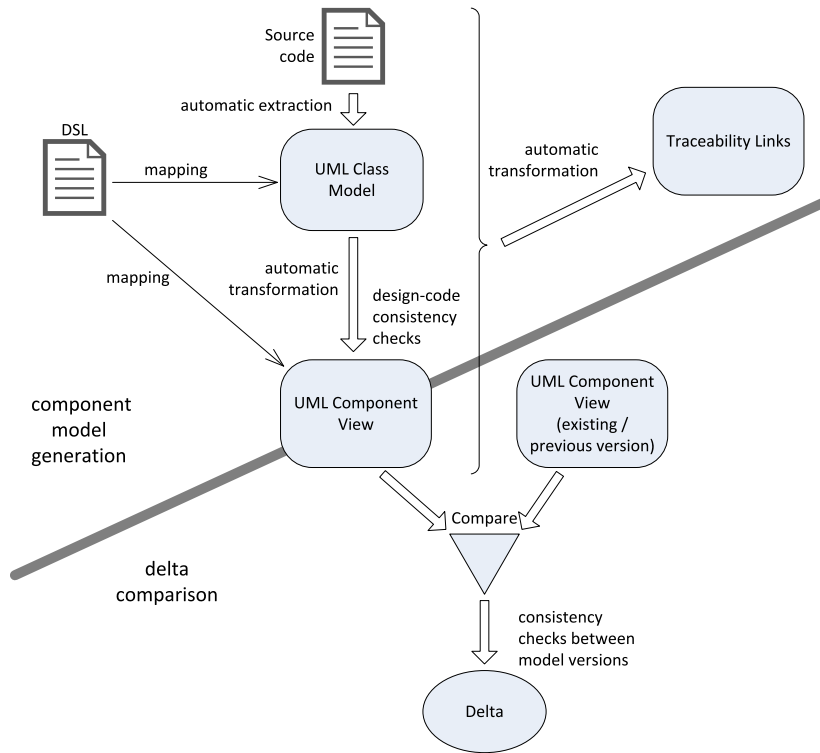 Source
code
automatic extraction
DSL
mapping
UML Class
Model
automatic
transformation
Traceability Links
mapping
automatic
transformation
design-code
consistency
checks
component
model
generation
UML Component
View
UML Component
View
(existing /
previous version)
Compare
delta
comparison
consistency
checks between
model versions
Delta